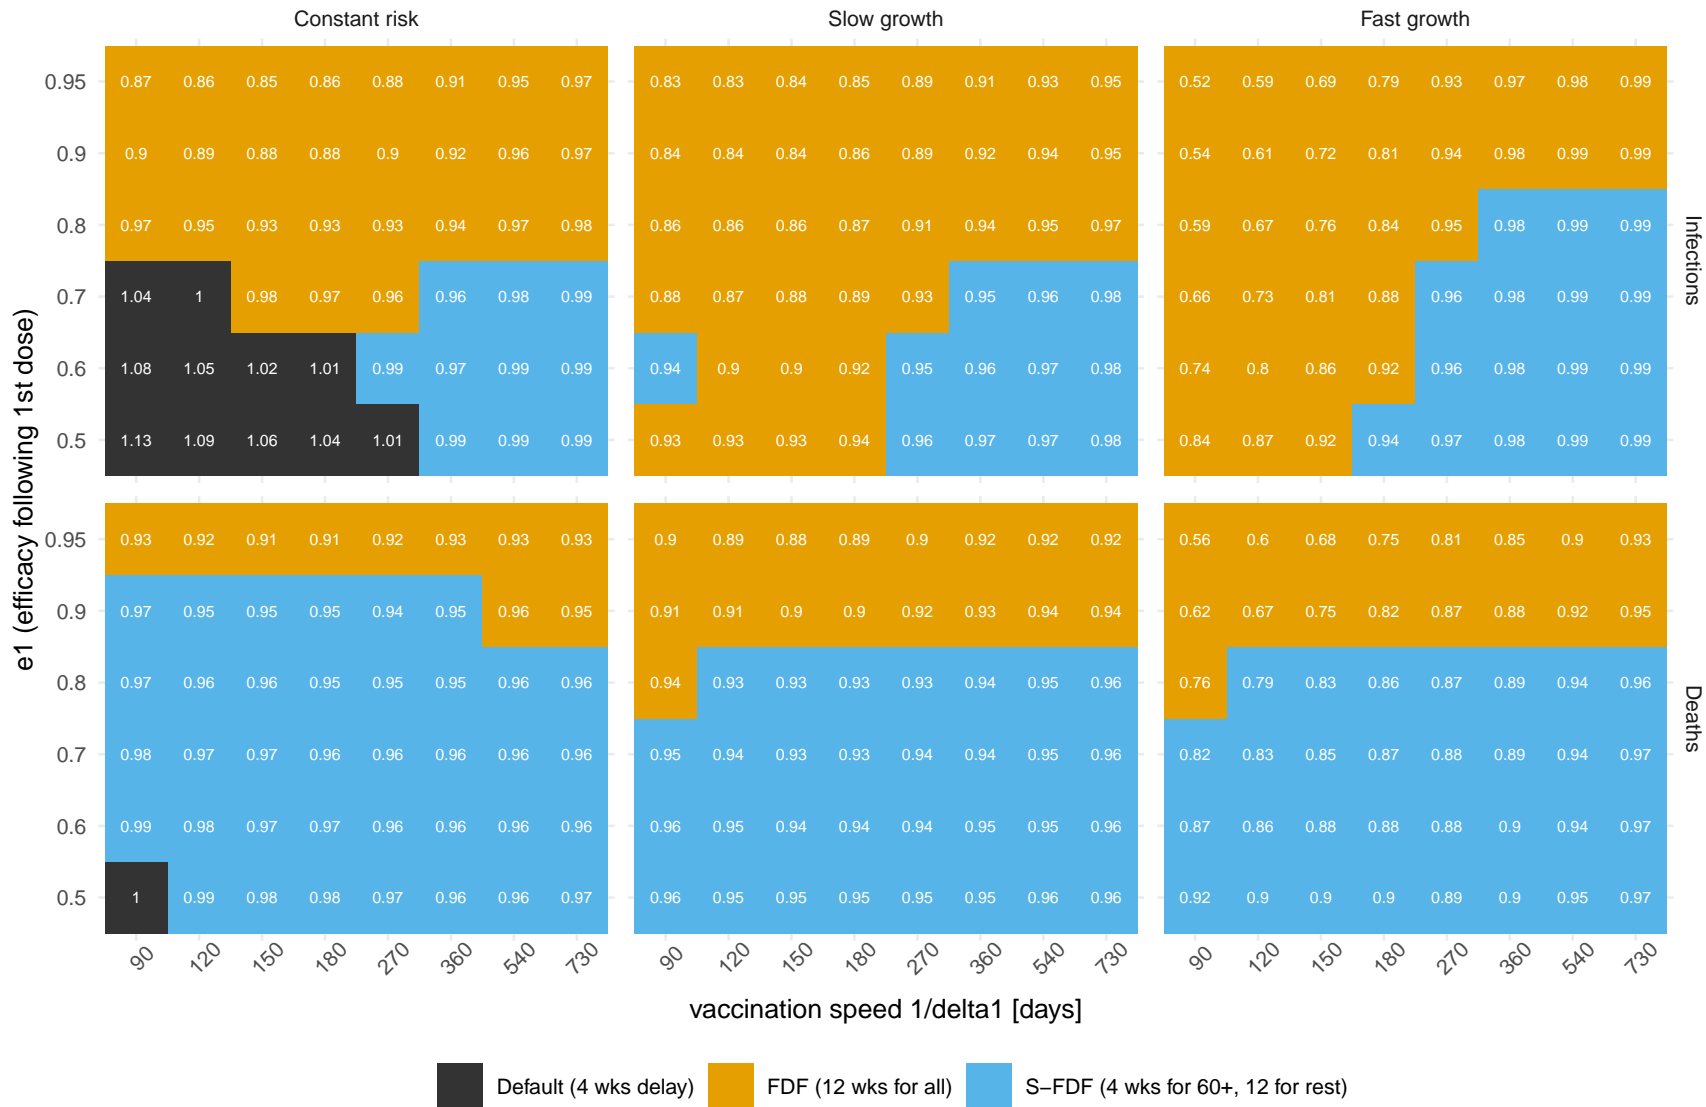 Constant risk Slow growth Fast growth
0.95 0.87 0.86 0.85 0.86 0.88 0.91 0.95 0.97 0.83 0.83 0.84 0.85 0.89 0.91 0.93 0.95 0.52 0.59 0.69 0.79 0.93 0.97 0.98 0.99
0.9 0.9 0.89 0.88 0.88 0.9 0.92 0.96 0.97 0.84 0.84 0.84 0.86 0.89 0.92 0.94 0.95 0.54 0.61 0.72 0.81 0.94 0.98 0.99 0.99
0.8 0.97 0.95 0.93 0.93 0.93 0.94 0.97 0.98 0.86 0.86 0.86 0.87 0.91 0.94 0.95 0.97 0.59 0.67 0.76 0.84 0.95 0.98 0.99 0.99
0.7 1.04 1 0.98 0.97 0.96 0.96 0.98 0.99 0.88 0.87 0.88 0.89 0.93 0.95 0.96 0.98 0.66 0.73 0.81 0.88 0.96 0.98 0.99 0.99
0.6 1.08 1.05 1.02 1.01 0.99 0.97 0.99 0.99 0.94 0.9 0.9 0.92 0.95 0.96 0.97 0.98 0.74 0.8 0.86 0.92 0.96 0.98 0.99 0.99
0.5 1.13 1.09 1.06 1.04 1.01 0.99 0.99 0.99 0.93 0.93 0.93 0.94 0.96 0.96 0.97 0.98 0.84 0.87 0.92 0.94 0.97 0.98 0.99 0.99
Infections
e1 (efficacy following 1st dose)
0.95 0.93 0.92 0.91 0.91 0.92 0.93 0.93 0.93 0.9 0.89 0.88 0.89 0.9 0.92 0.92 0.92 0.56 0.6 0.68 0.75 0.81 0.85 0.9 0.93
0.9 0.97 0.95 0.95 0.95 0.94 0.95 0.96 0.95 0.91 0.91 0.9 0.9 0.92 0.93 0.94 0.94 0.62 0.67 0.75 0.82 0.87 0.88 0.92 0.95
0.8 0.97 0.96 0.96 0.95 0.95 0.95 0.96 0.96 0.94 0.93 0.93 0.93 0.93 0.94 0.95 0.96 0.76 0.79 0.83 0.86 0.87 0.89 0.94 0.96
0.7 0.98 0.97 0.97 0.96 0.96 0.96 0.96 0.96 0.95 0.94 0.93 0.93 0.94 0.94 0.95 0.96 0.82 0.83 0.85 0.87 0.88 0.89 0.94 0.97
0.6 0.99 0.98 0.97 0.97 0.96 0.96 0.96 0.96 0.96 0.95 0.94 0.94 0.94 0.95 0.95 0.96 0.87 0.86 0.88 0.88 0.88 0.9 0.94 0.97
0.5 1 0.99 0.98 0.98 0.97 0.96 0.96 0.97 0.96 0.95 0.95 0.95 0.95 0.95 0.96 0.96 0.92 0.9 0.9 0.9 0.89 0.9 0.95 0.97
Deaths
90 120 150 180 270 360 540 730 90 120 150 180 270 360 540 730 90 120 150 180 270 360 540 730
vaccination speed 1/delta1 [days]
Default (4 wks delay) FDF (12 wks for all) S−FDF (4 wks for 60+, 12 for rest)